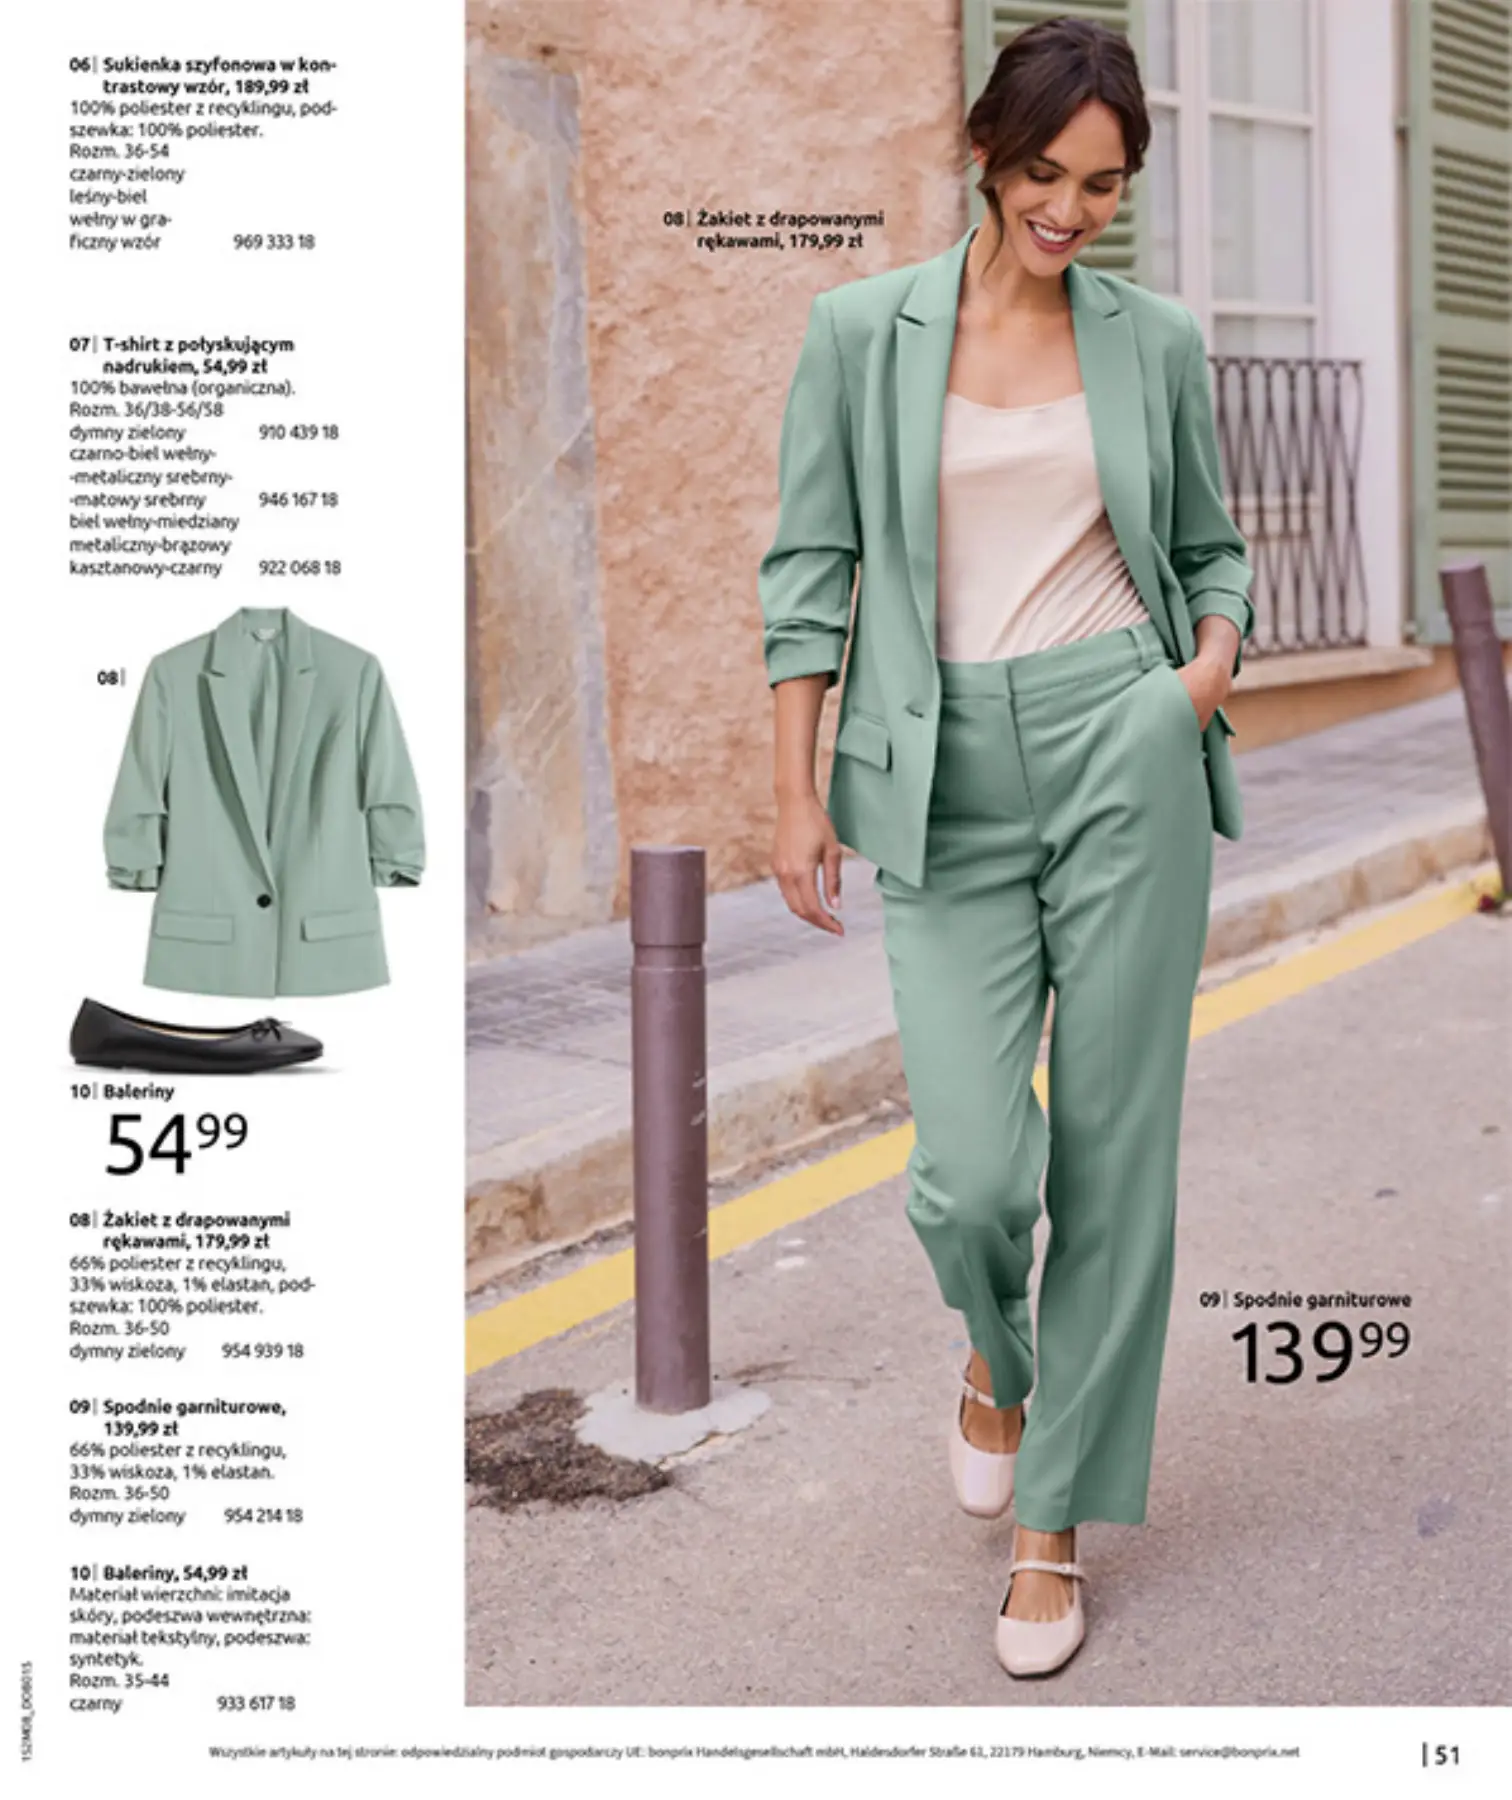 06| Sukienka szyfonowa w kon-
trastowy wzór, 189,99 zł
100% poliester z recyklingu, pod-
szewka: 100% poliester.
Rozm. 36-54
czarny-zielony
leśny-biel
wełny w gra-
ficzny wzór 969 333 18
07| T-shirt z połyskującym
nadrukiem, 54,99 zł
100% bawełna (organiczna).
Rozm. 36/38-56/58
dymny zielony 910 439 18
czarno-biel wełny-
-metaliczny srebrny-
-matowy srebrny 946 167 18
biel wełny-miedziany
metaliczny-brązowy
kasztanowy-czarny 922 068 18
08|
10| Baleriny
54 99
08| Żakiet z drapowanymi
rękawami, 179,99 zł
66% poliester z recyklingu,
33% wiskoza, 1% elastan, pod-
szewka: 100% poliester.
Rozm. 36-50
dymny zielony 954 939 18
09| Spodnie garniturowe,
139,99 zł
66% poliester z recyklingu,
33% wiskoza, 1% elastan.
Rozm. 36-50
dymny zielony 954 214 18
10| Baleriny, 54,99 zł
Materiał wierzchni: imitacja
skóry, podeszwa wewnętrzna:
materiał tekstylny, podeszwa:
syntetyk.
Rozm. 35-44
czarny 933 617 18
08| Żakiet z drapowanymi
rękawami, 179,99 zł
09| Spodnie garniturowe
139 99
152M08_DOB015
Wszystkie artykuły na tej stronie: odpowiedzialny podmiot gospodarczy UE: bonprix Handelsgesellschaft mbH, Haldesdorfer Straße 61, 22179 Hamburg, Niemcy, E-Mail: service@bonprix.net
| 51